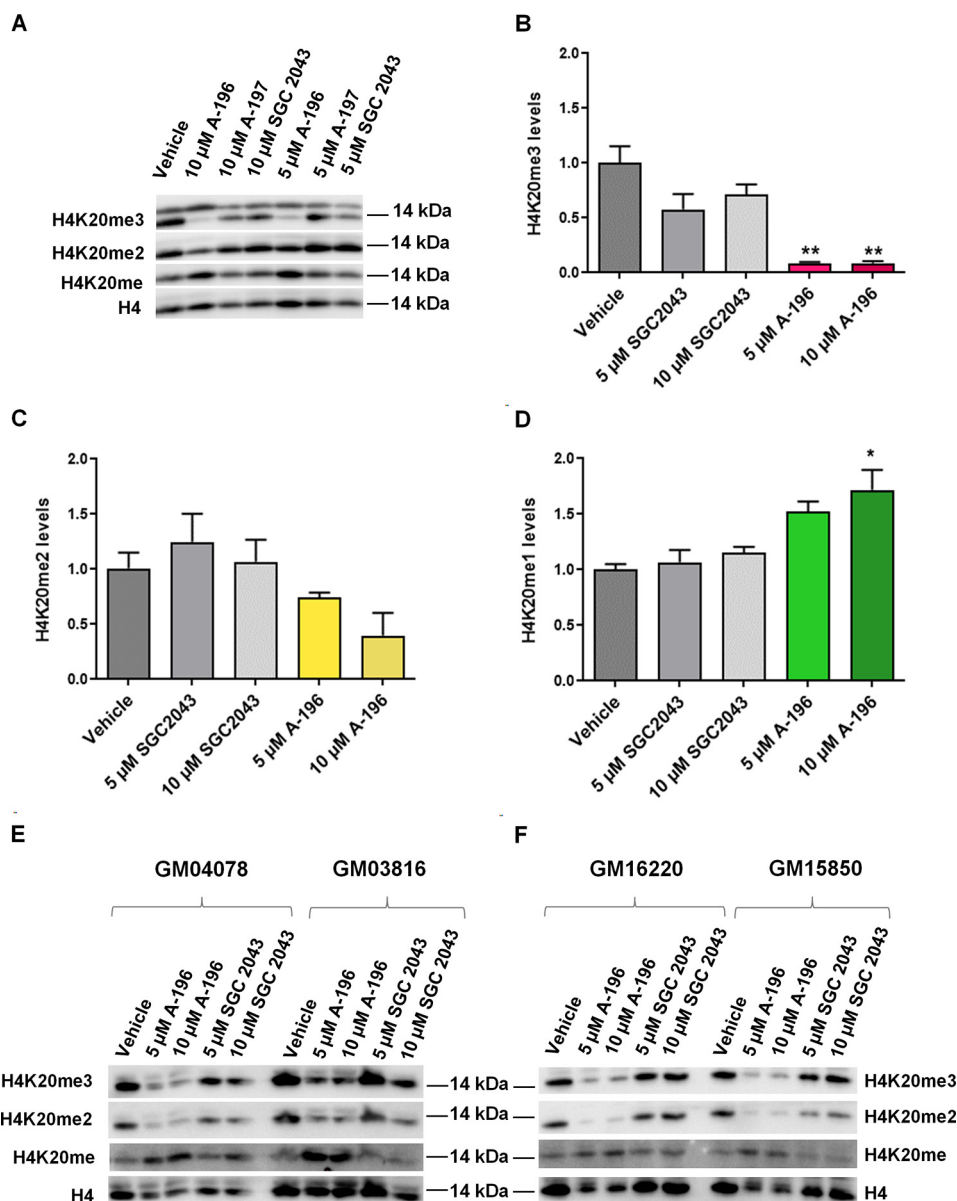 A
Vehicle
10 µM A-196
10 µM A-197
10 µM SGC 2043
5 µM A-196
5 µM A-197
5 µM SGC 2043
H4K20me3
14 kDa
H4K20me2
14 kDa
H4K20me
14 kDa
H4
14 kDa
B
H4K20me3 levels
2.0
1.5
1.0
0.5
0.0
** **
Vehicle
5 µM SGC2043
10 µM SGC2043
5 µM A-196
10 µM A-196
C
H4K20me2 levels
2.0
1.5
1.0
0.5
0.0
Vehicle
5 µM SGC2043
10 µM SGC2043
5 µM A-196
10 µM A-196
D
H4K20me1 levels
2.0
1.5
1.0
0.5
0.0
*
Vehicle
5 µM SGC2043
10 µM SGC2043
5 µM A-196
10 µM A-196
E
GM04078
GM03816
Vehicle
5 µM A-196
10 µM A-196
5 µM SGC 2043
10 µM SGC 2043
Vehicle
5 µM A-196
10 µM A-196
5 µM SGC 2043
10 µM SGC 2043
H4K20me3
14 kDa
H4K20me2
14 kDa
H4K20me
14 kDa
H4
14 kDa
F
GM16220
GM15850
Vehicle
5 µM A-196
10 µM A-196
5 µM SGC 2043
10 µM SGC 2043
Vehicle
5 µM A-196
10 µM A-196
5 µM SGC 2043
10 µM SGC 2043
H4K20me3
H4K20me2
H4K20me
H4